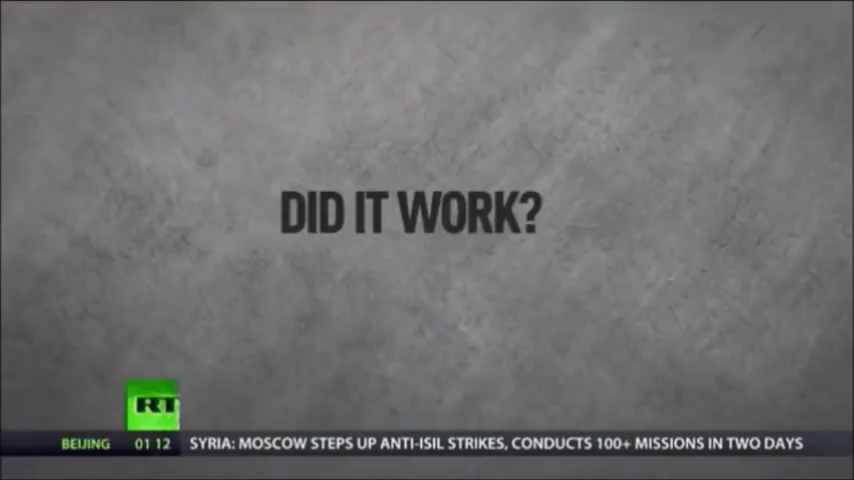 DID IT WORK?
RT
BEIJING 01 12 SYRIA: MOSCOW STEPS UP ANTI-ISIL STRIKES, CONDUCTS 100+ MISSIONS IN TWO DAYS